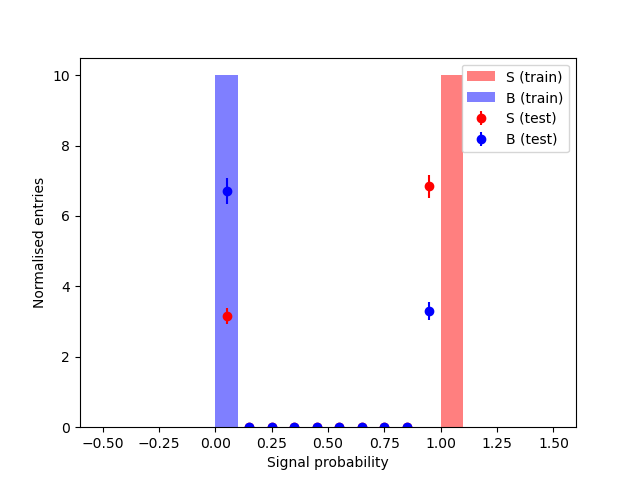 10
8
6
4
2
0
Normalised entries
S (train)
B (train)
S (test)
B (test)
−0.50
−0.25
0.00
0.25
0.50
0.75
1.00
1.25
1.50
Signal probability